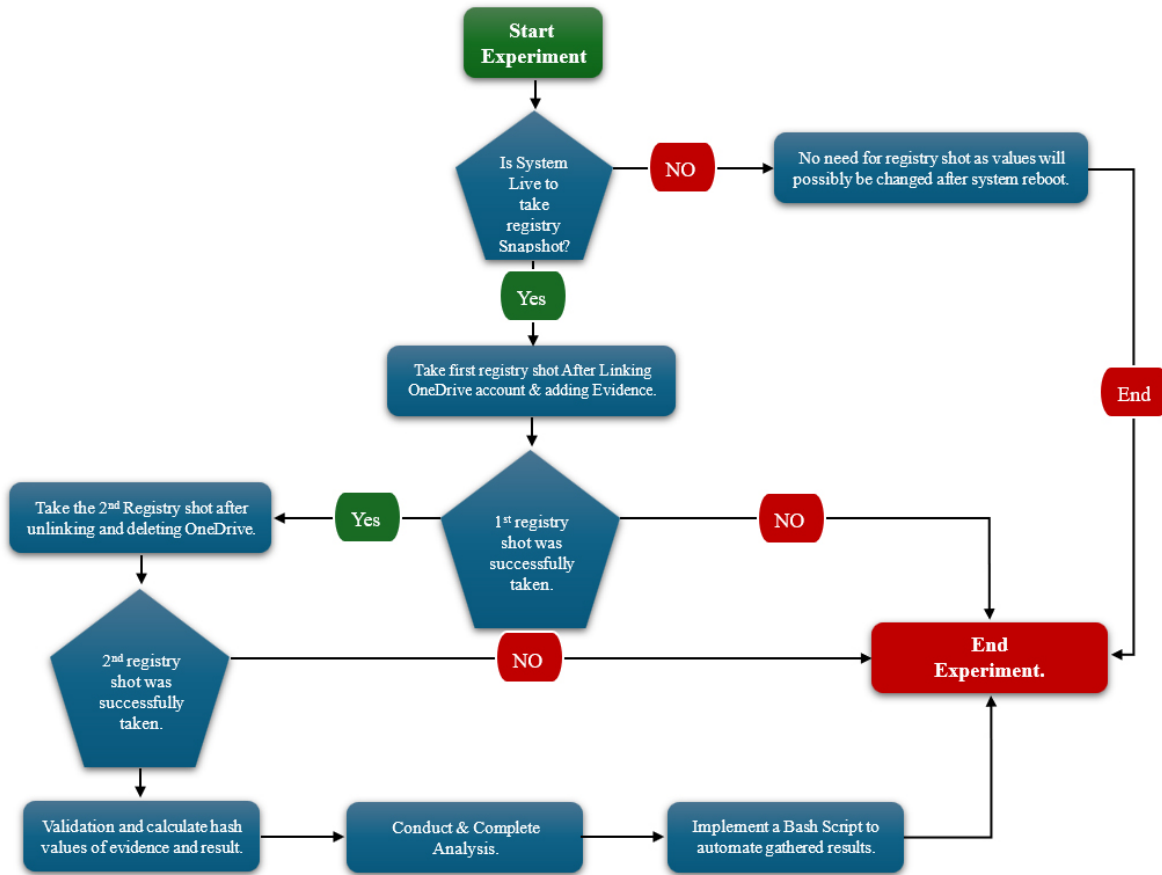 Start
Experiment
Is System
Live to
take
registry
Snapshot?
NO
No need for registry shot as values will
possibly be changed after system reboot.
Yes
End
Take first registry shot After Linking
OneDrive account & adding Evidence.
Take the 2nd Registry shot after
unlinking and deleting OneDrive.
Yes
1st registry
shot was
successfully
taken.
NO
2nd registry
shot was
successfully
taken.
NO
End
Experiment.
Validation and calculate hash
values of evidence and result.
Conduct & Complete
Analysis.
Implement a Bash Script to
automate gathered results.